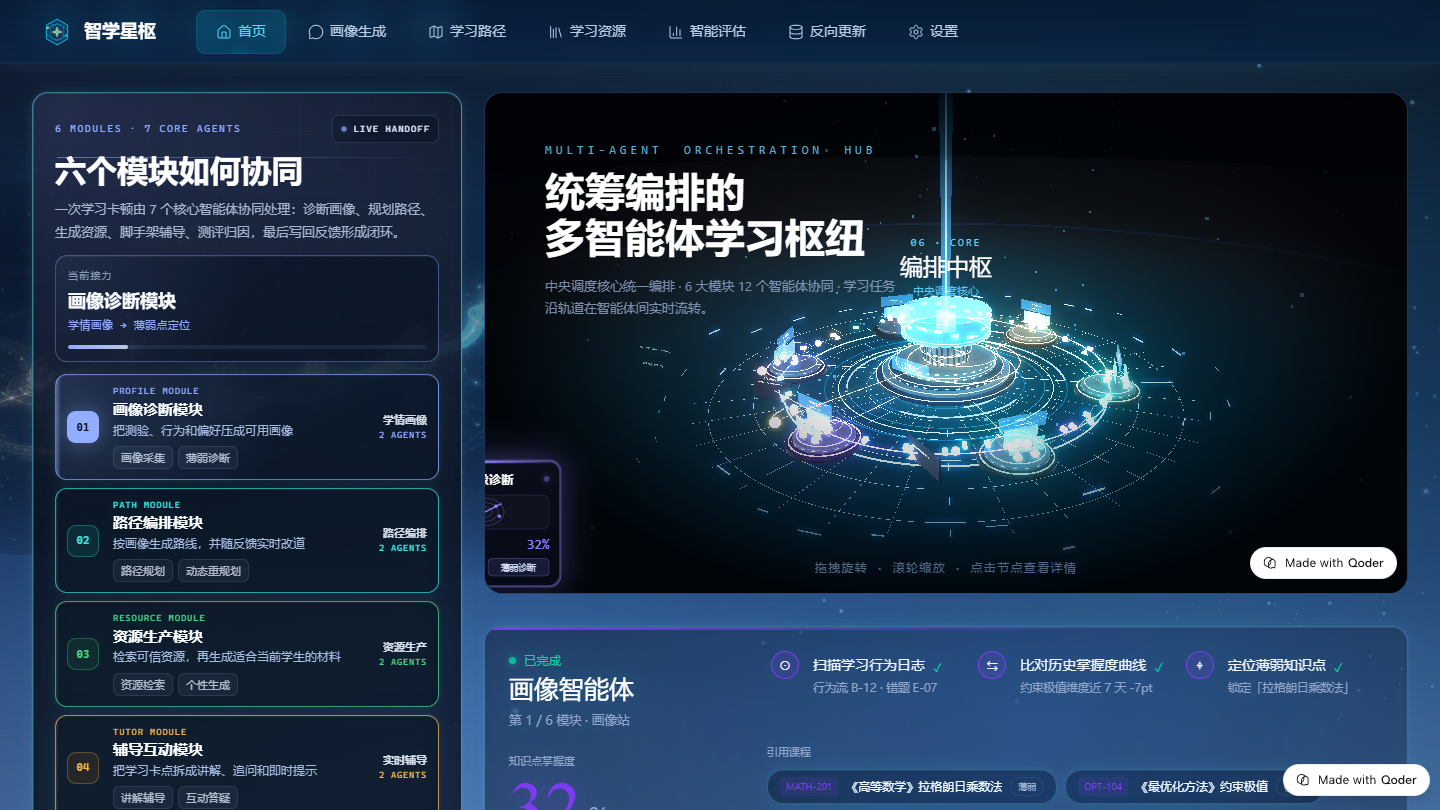 智学星枢
首页
画像生成
学习路径
学习资源
智能评估
反向更新
设置
6 MODULES · 7 CORE AGENTS
LIVE HANDOFF
六个模块如何协同
一次学习卡顿由 7 个核心智能体协同处理：诊断画像、规划路径、
生成资源、脚手架辅导、测评归因，最后写回反馈形成闭环。
当前接力
画像诊断模块
学情画像 → 薄弱点定位
01
PROFILE MODULE
画像诊断模块
把测验、行为和偏好压成可用画像
画像采集
薄弱诊断
学情画像
2 AGENTS
02
PATH MODULE
路径编排模块
按画像生成路线，并随反馈实时改道
路径规划
动态重规划
路径编排
2 AGENTS
03
RESOURCE MODULE
资源生产模块
检索可信资源，再生成适合当前学生的材料
资源检索
个性生成
资源生产
2 AGENTS
04
TUTOR MODULE
辅导互动模块
把学习卡点拆成讲解、追问和即时提示
讲解辅导
互动答疑
实时辅导
2 AGENTS
MULTI-AGENT ORCHESTRATION HUB
统筹编排的
多智能体学习枢纽
中央调度核心统一编排 · 6 大模块 12 个智能体协同 · 学习任务
沿轨道在智能体间实时流转。
06 · CORE
编排中枢
中央调度核心
诊断
32%
薄弱诊断
拖拽旋转 · 滚轮缩放 · 点击节点查看详情
Made with Qoder
已完成
画像智能体
第 1 / 6 模块 · 画像站
知识点掌握度
32 %
扫描学习行为日志 ✓
行为流 B-12 · 错题 E-07
比对历史掌握度曲线 ✓
约束极值维度近 7 天 -7pt
定位薄弱知识点 ✓
锁定「拉格朗日乘数法」
引用课程
MATH-201 《高等数学》拉格朗日乘数法 薄弱
OPT-104 《最优化方法》约束极值
Made with Qoder